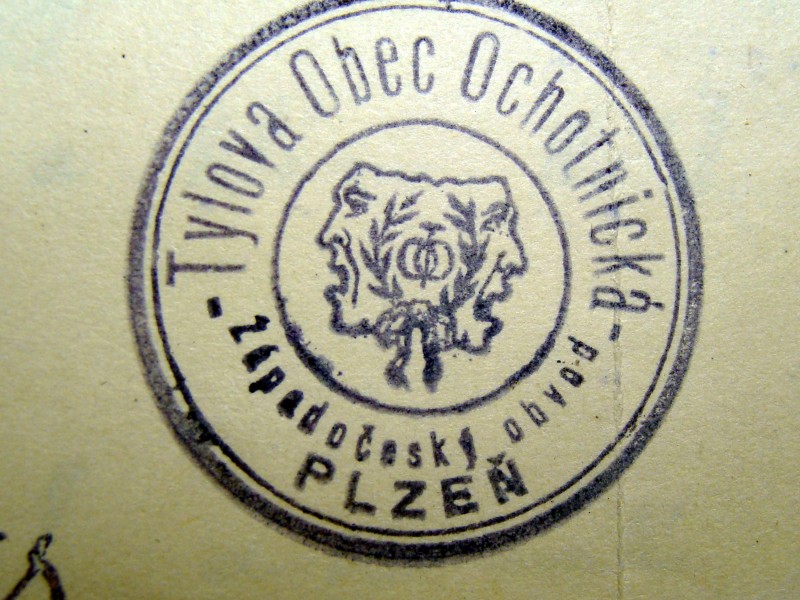 - Tylova Obec Ochotnická -
západočeský obvod
PLZEŇ